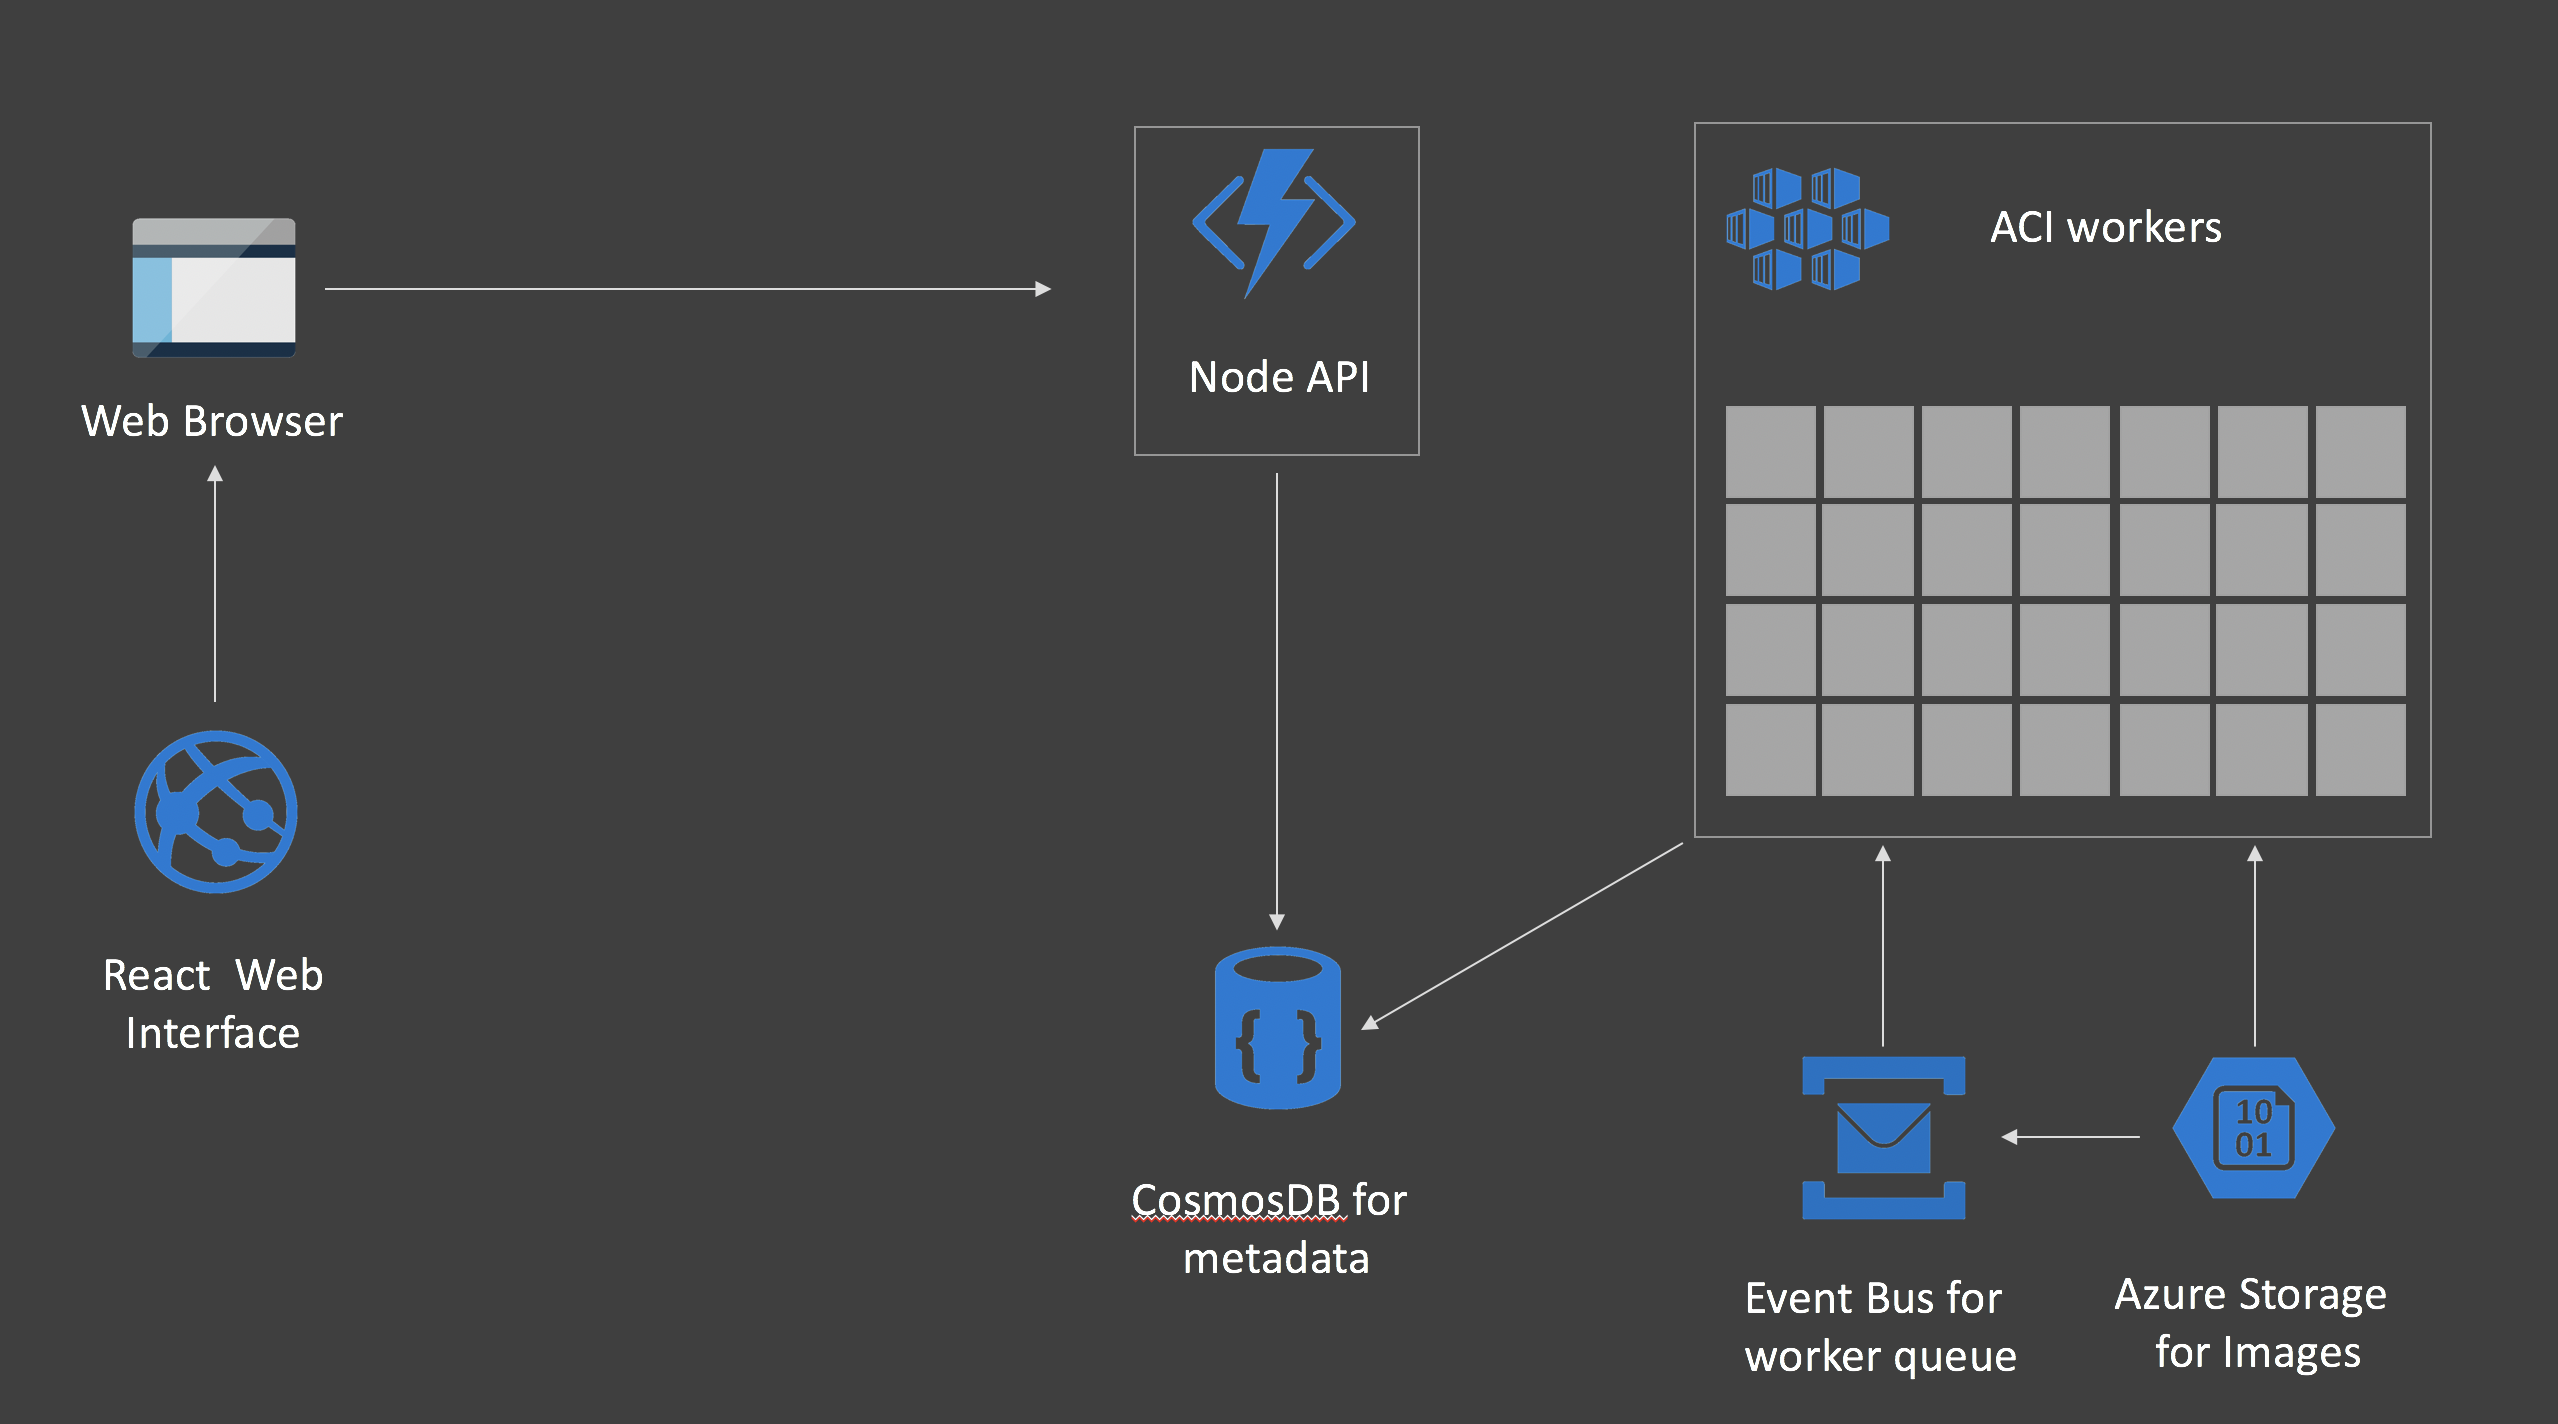 Node API
ACI workers
Web Browser
React  Web
Interface
CosmosDB for
metadata
{ }
10
01
Event Bus for
worker queue
Azure Storage
for Images